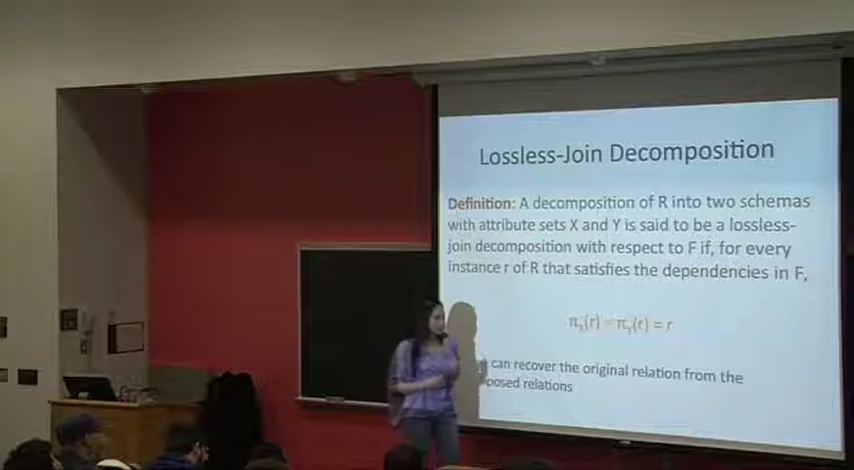 Lossless-Join Decomposition
Definition: A decomposition of R into two schemas
with attribute sets X and Y is said to be a lossless-
join decomposition with respect to F if, for every
instance r of R that satisfies the dependencies in F,
πₓ(r) πᵧ(r) = r
can recover the original relation from the
posed relations